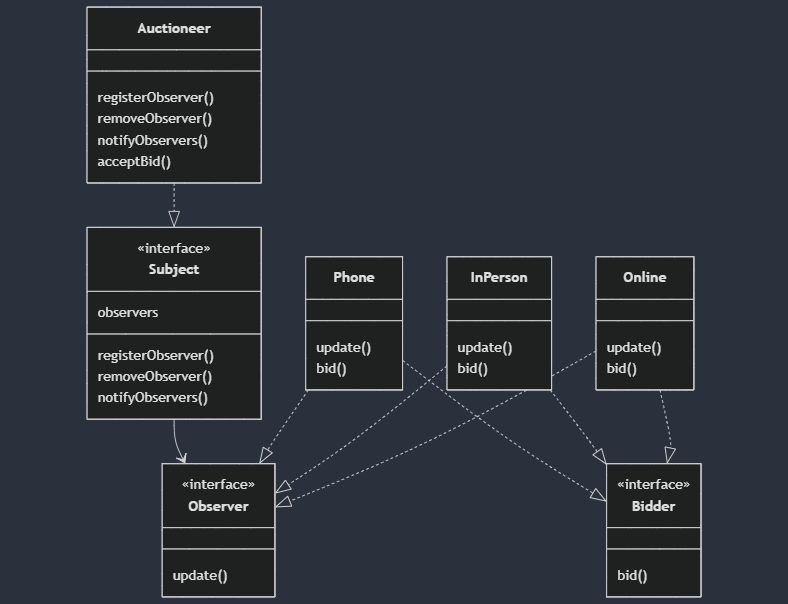 Auctioneer
registerObserver()
removeObserver()
notifyObservers()
acceptBid()
«interface»
Subject
observers
registerObserver()
removeObserver()
notifyObservers()
Phone
update()
bid()
InPerson
update()
bid()
Online
update()
bid()
«interface»
Observer
update()
«interface»
Bidder
bid()